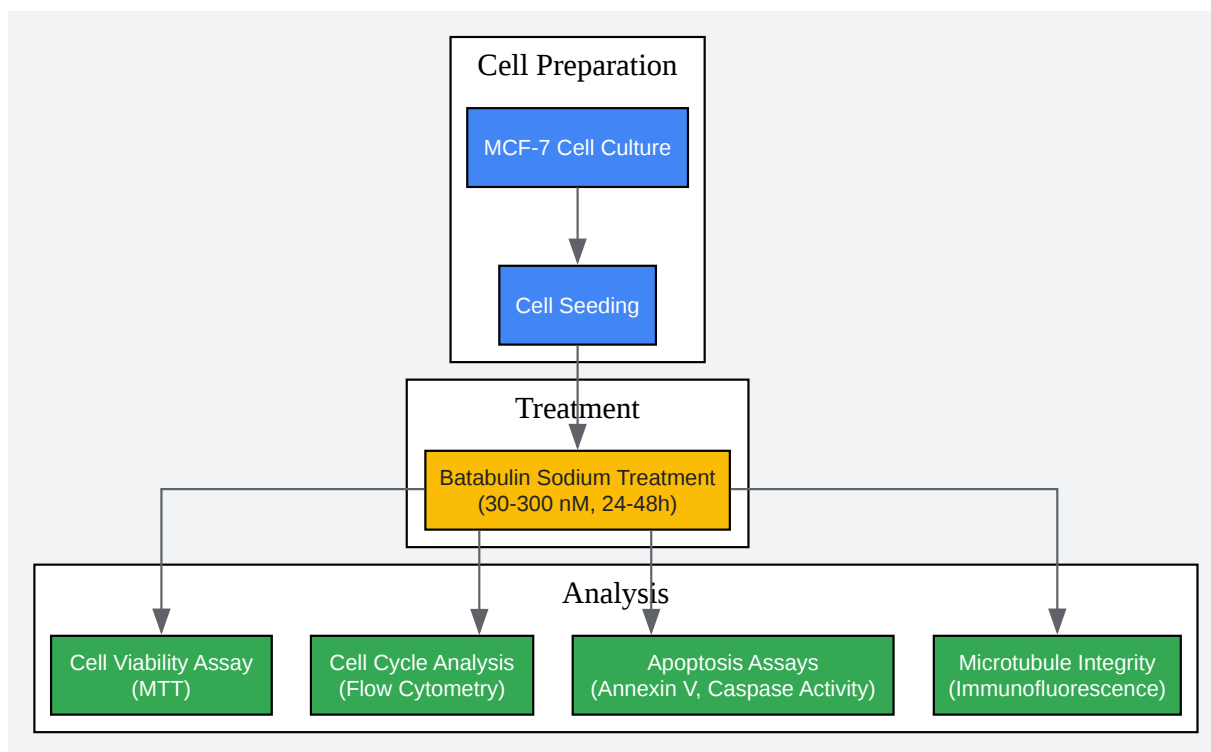 Cell Preparation
MCF-7 Cell Culture
Cell Seeding
Treatment
Batabulin Sodium Treatment
(30-300 nM, 24-48h)
Analysis
Cell Viability Assay
(MTT)
Cell Cycle Analysis
(Flow Cytometry)
Apoptosis Assays
(Annexin V, Caspase Activity)
Microtubule Integrity
(Immunofluorescence)